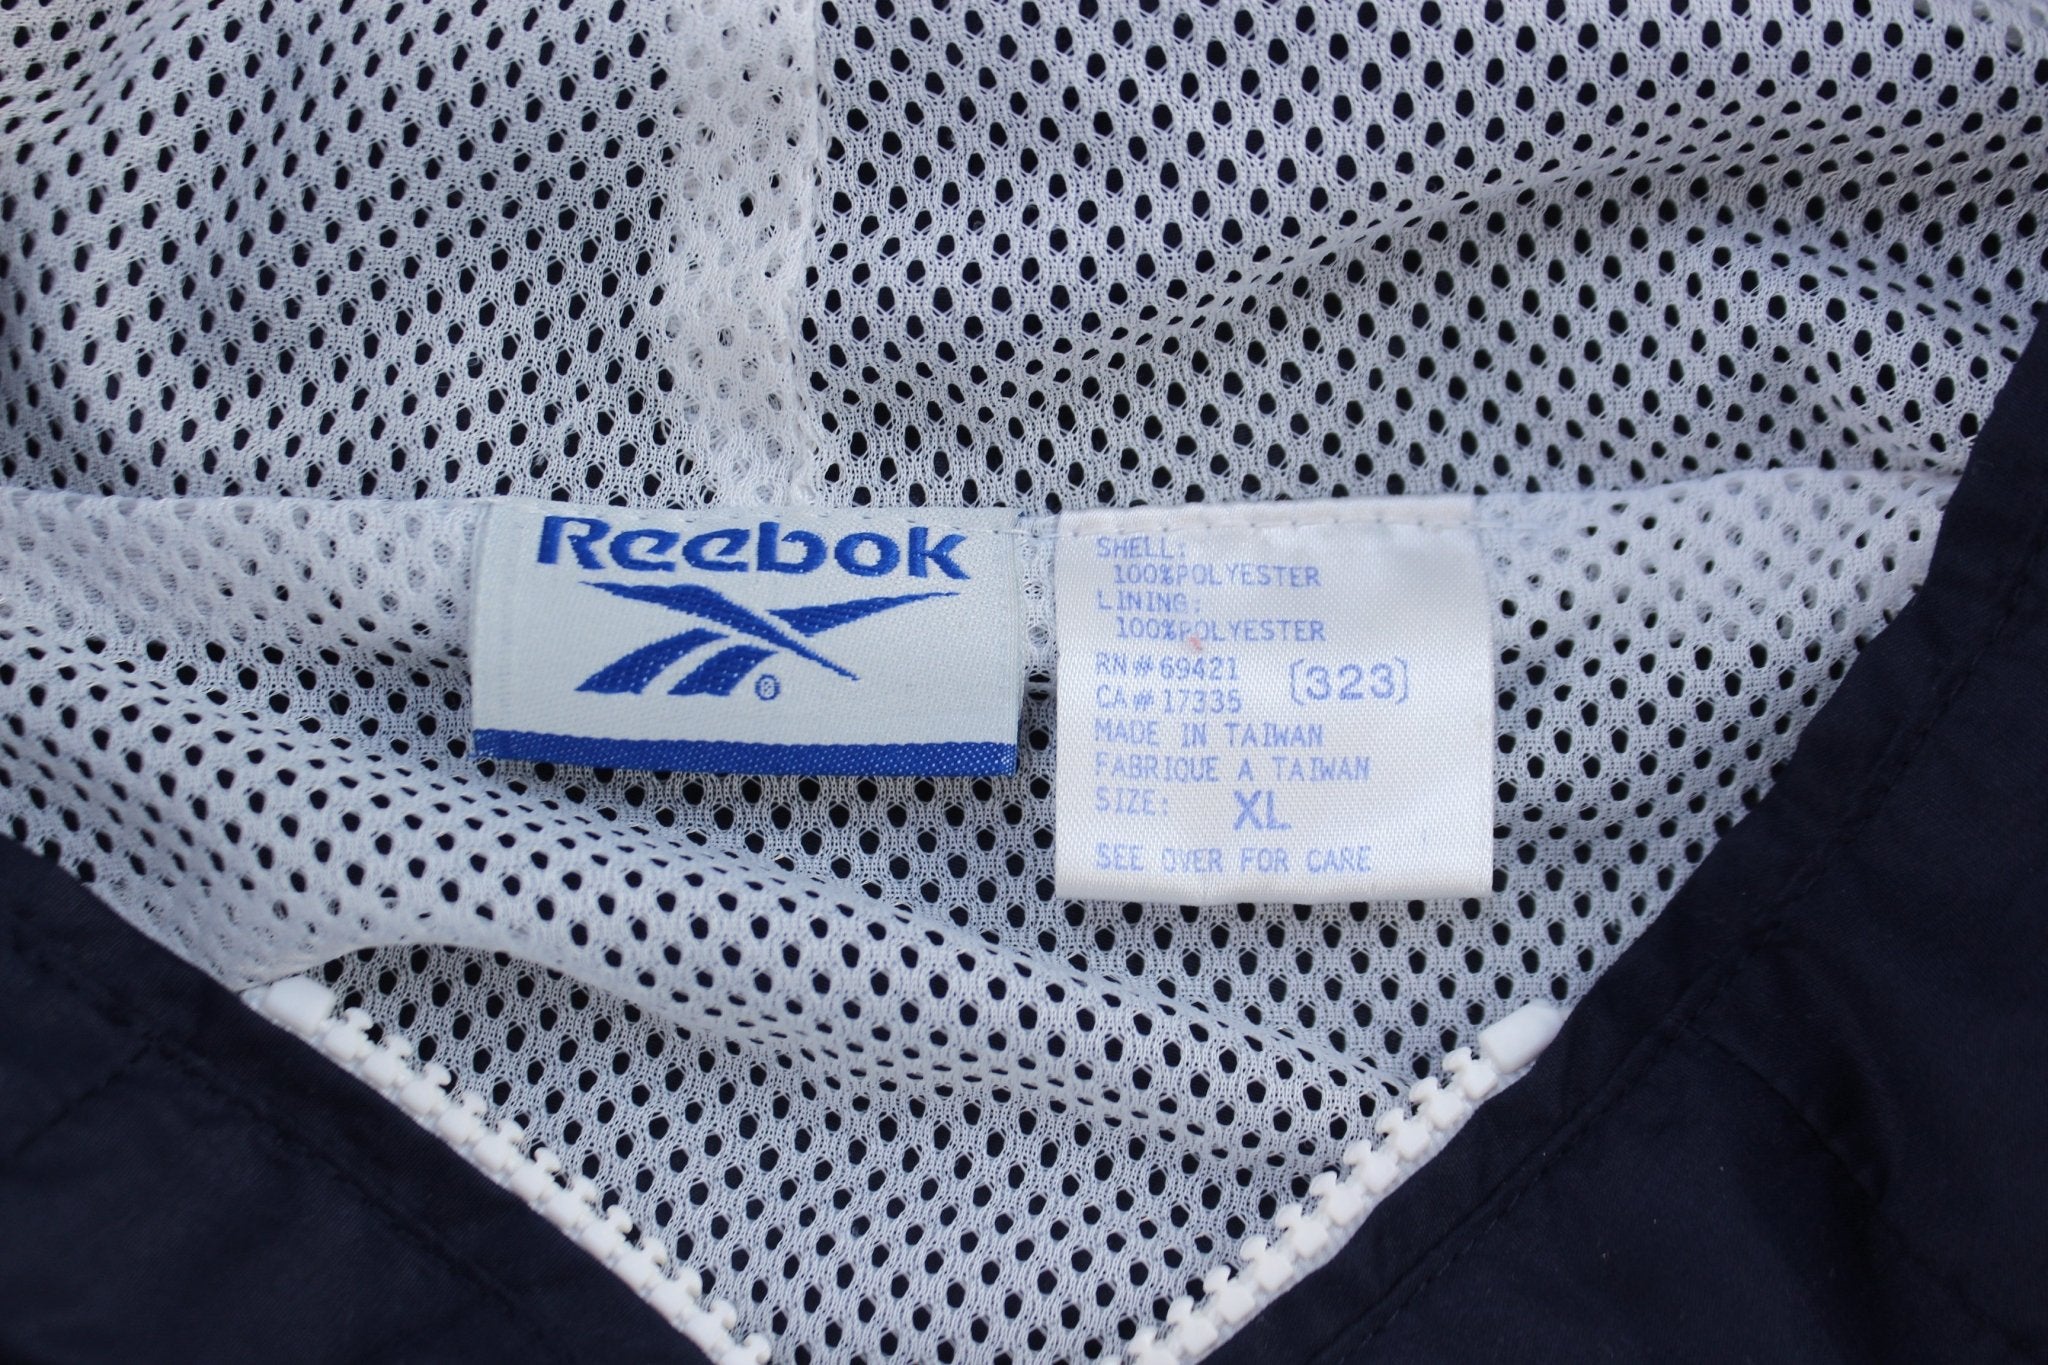 Reebok
®
SHELL:
100%POLYESTER
LINING:
100%POLYESTER
RN#69421
CA#17335
(323)
MADE IN TAIWAN
FABRIQUE A TAIWAN
SIZE: XL
SEE OVER FOR CARE